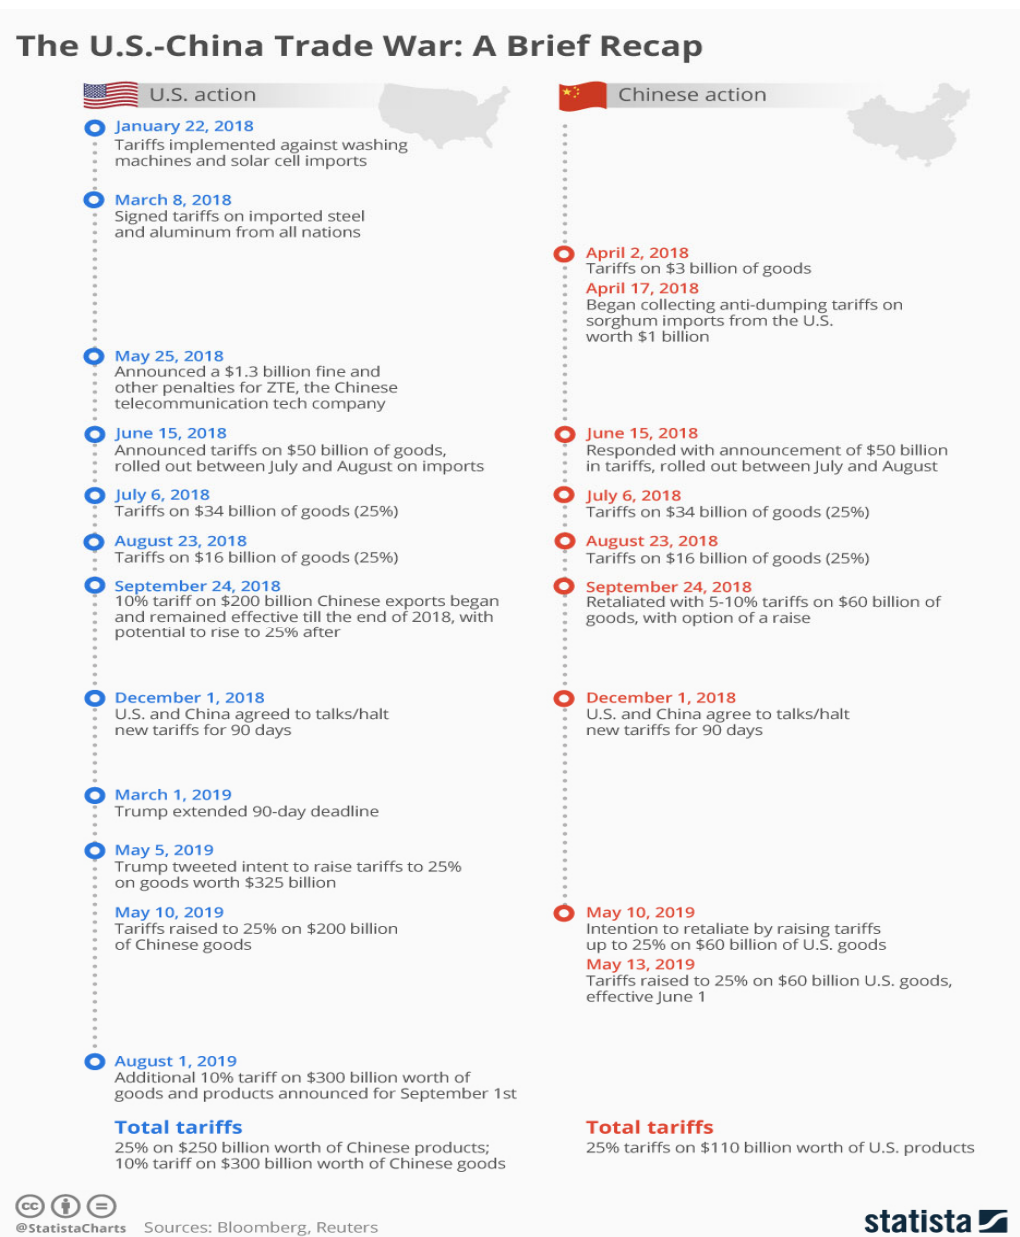 The U.S.-China Trade War: A Brief Recap
U.S. action
January 22, 2018
Tariffs implemented against washing
machines and solar cell imports
March 8, 2018
Signed tariffs on imported steel
and aluminum from all nations
May 25, 2018
Announced a $1.3 billion fine and
other penalties for ZTE, the Chinese
telecommunication tech company
June 15, 2018
Announced tariffs on $50 billion of goods,
rolled out between July and August on imports
July 6, 2018
Tariffs on $34 billion of goods (25%)
August 23, 2018
Tariffs on $16 billion of goods (25%)
September 24, 2018
10% tariff on $200 billion Chinese exports began
and remained effective till the end of 2018, with
potential to rise to 25% after
December 1, 2018
U.S. and China agreed to talks/halt
new tariffs for 90 days
March 1, 2019
Trump extended 90-day deadline
May 5, 2019
Trump tweeted intent to raise tariffs to 25%
on goods worth $325 billion
May 10, 2019
Tariffs raised to 25% on $200 billion
of Chinese goods
August 1, 2019
Additional 10% tariff on $300 billion worth of
goods and products announced for September 1st
Total tariffs
25% on $250 billion worth of Chinese products;
10% tariff on $300 billion worth of Chinese goods
Chinese action
April 2, 2018
Tariffs on $3 billion of goods
April 17, 2018
Began collecting anti-dumping tariffs on
sorghum imports from the U.S.
worth $1 billion
June 15, 2018
Responded with announcement of $50 billion
in tariffs, rolled out between July and August
July 6, 2018
Tariffs on $34 billion of goods (25%)
August 23, 2018
Tariffs on $16 billion of goods (25%)
September 24, 2018
Retaliated with 5-10% tariffs on $60 billion of
goods, with option of a raise
December 1, 2018
U.S. and China agree to talks/halt
new tariffs for 90 days
May 10, 2019
Intention to retaliate by raising tariffs
up to 25% on $60 billion of U.S. goods
May 13, 2019
Tariffs raised to 25% on $60 billion U.S. goods,
effective June 1
Total tariffs
25% tariffs on $110 billion worth of U.S. products
cc
@StatistaCharts Sources: Bloomberg, Reuters
statista